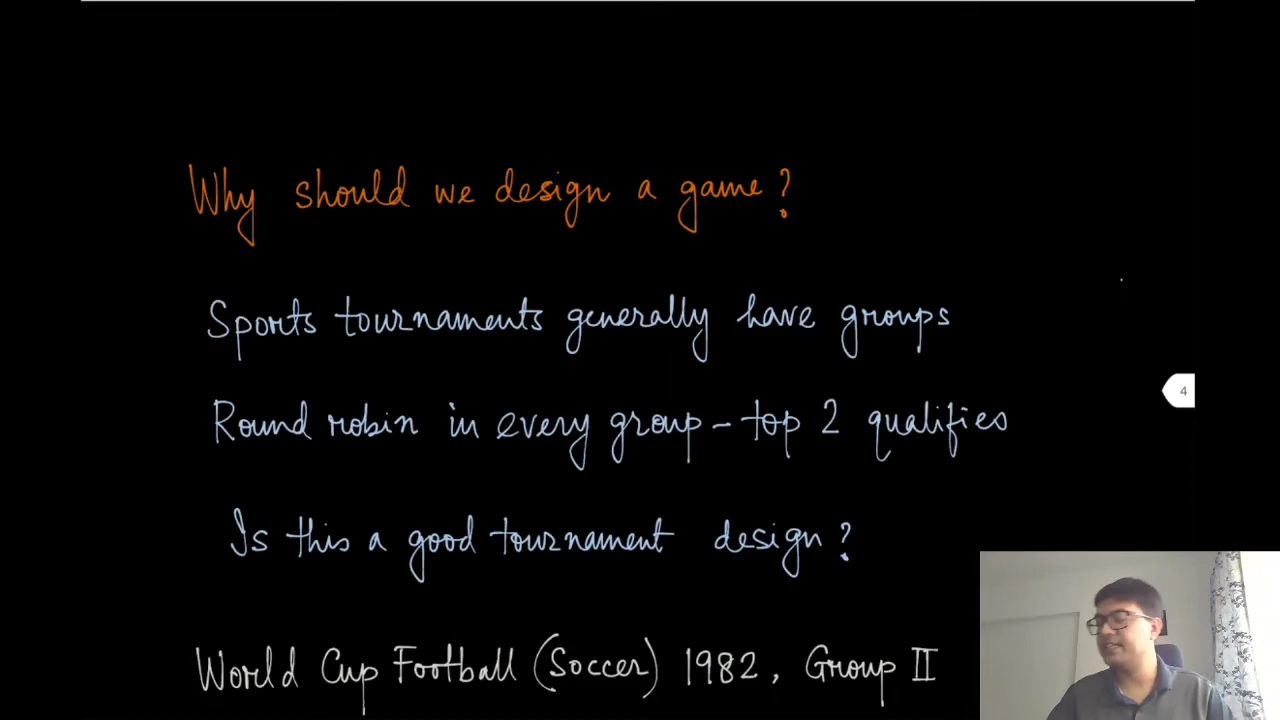 Why should we design a game?
Sports tournaments generally have groups
4
Round robin in every group - top 2 qualifies
Is this a good tournament design?
World Cup Football (Soccer) 1982, Group II